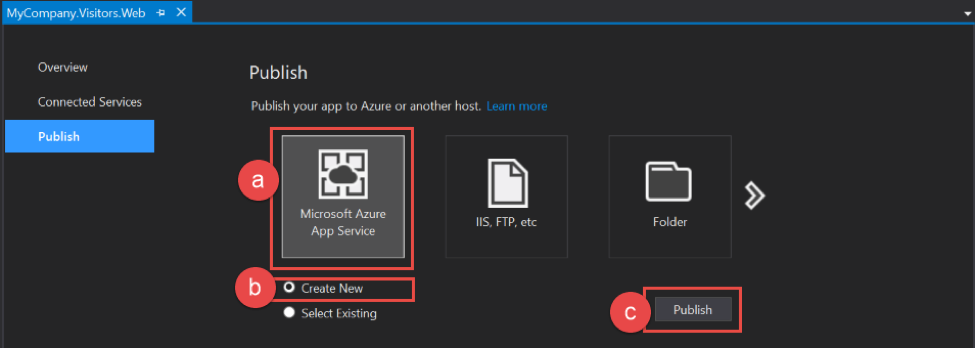 MyCompany.Visitors.Web
Overview
Connected Services
Publish
Publish
Publish your app to Azure or another host. Learn more
a
Microsoft Azure
App Service
IIS, FTP, etc
Folder
b
Create New
Select Existing
c
Publish